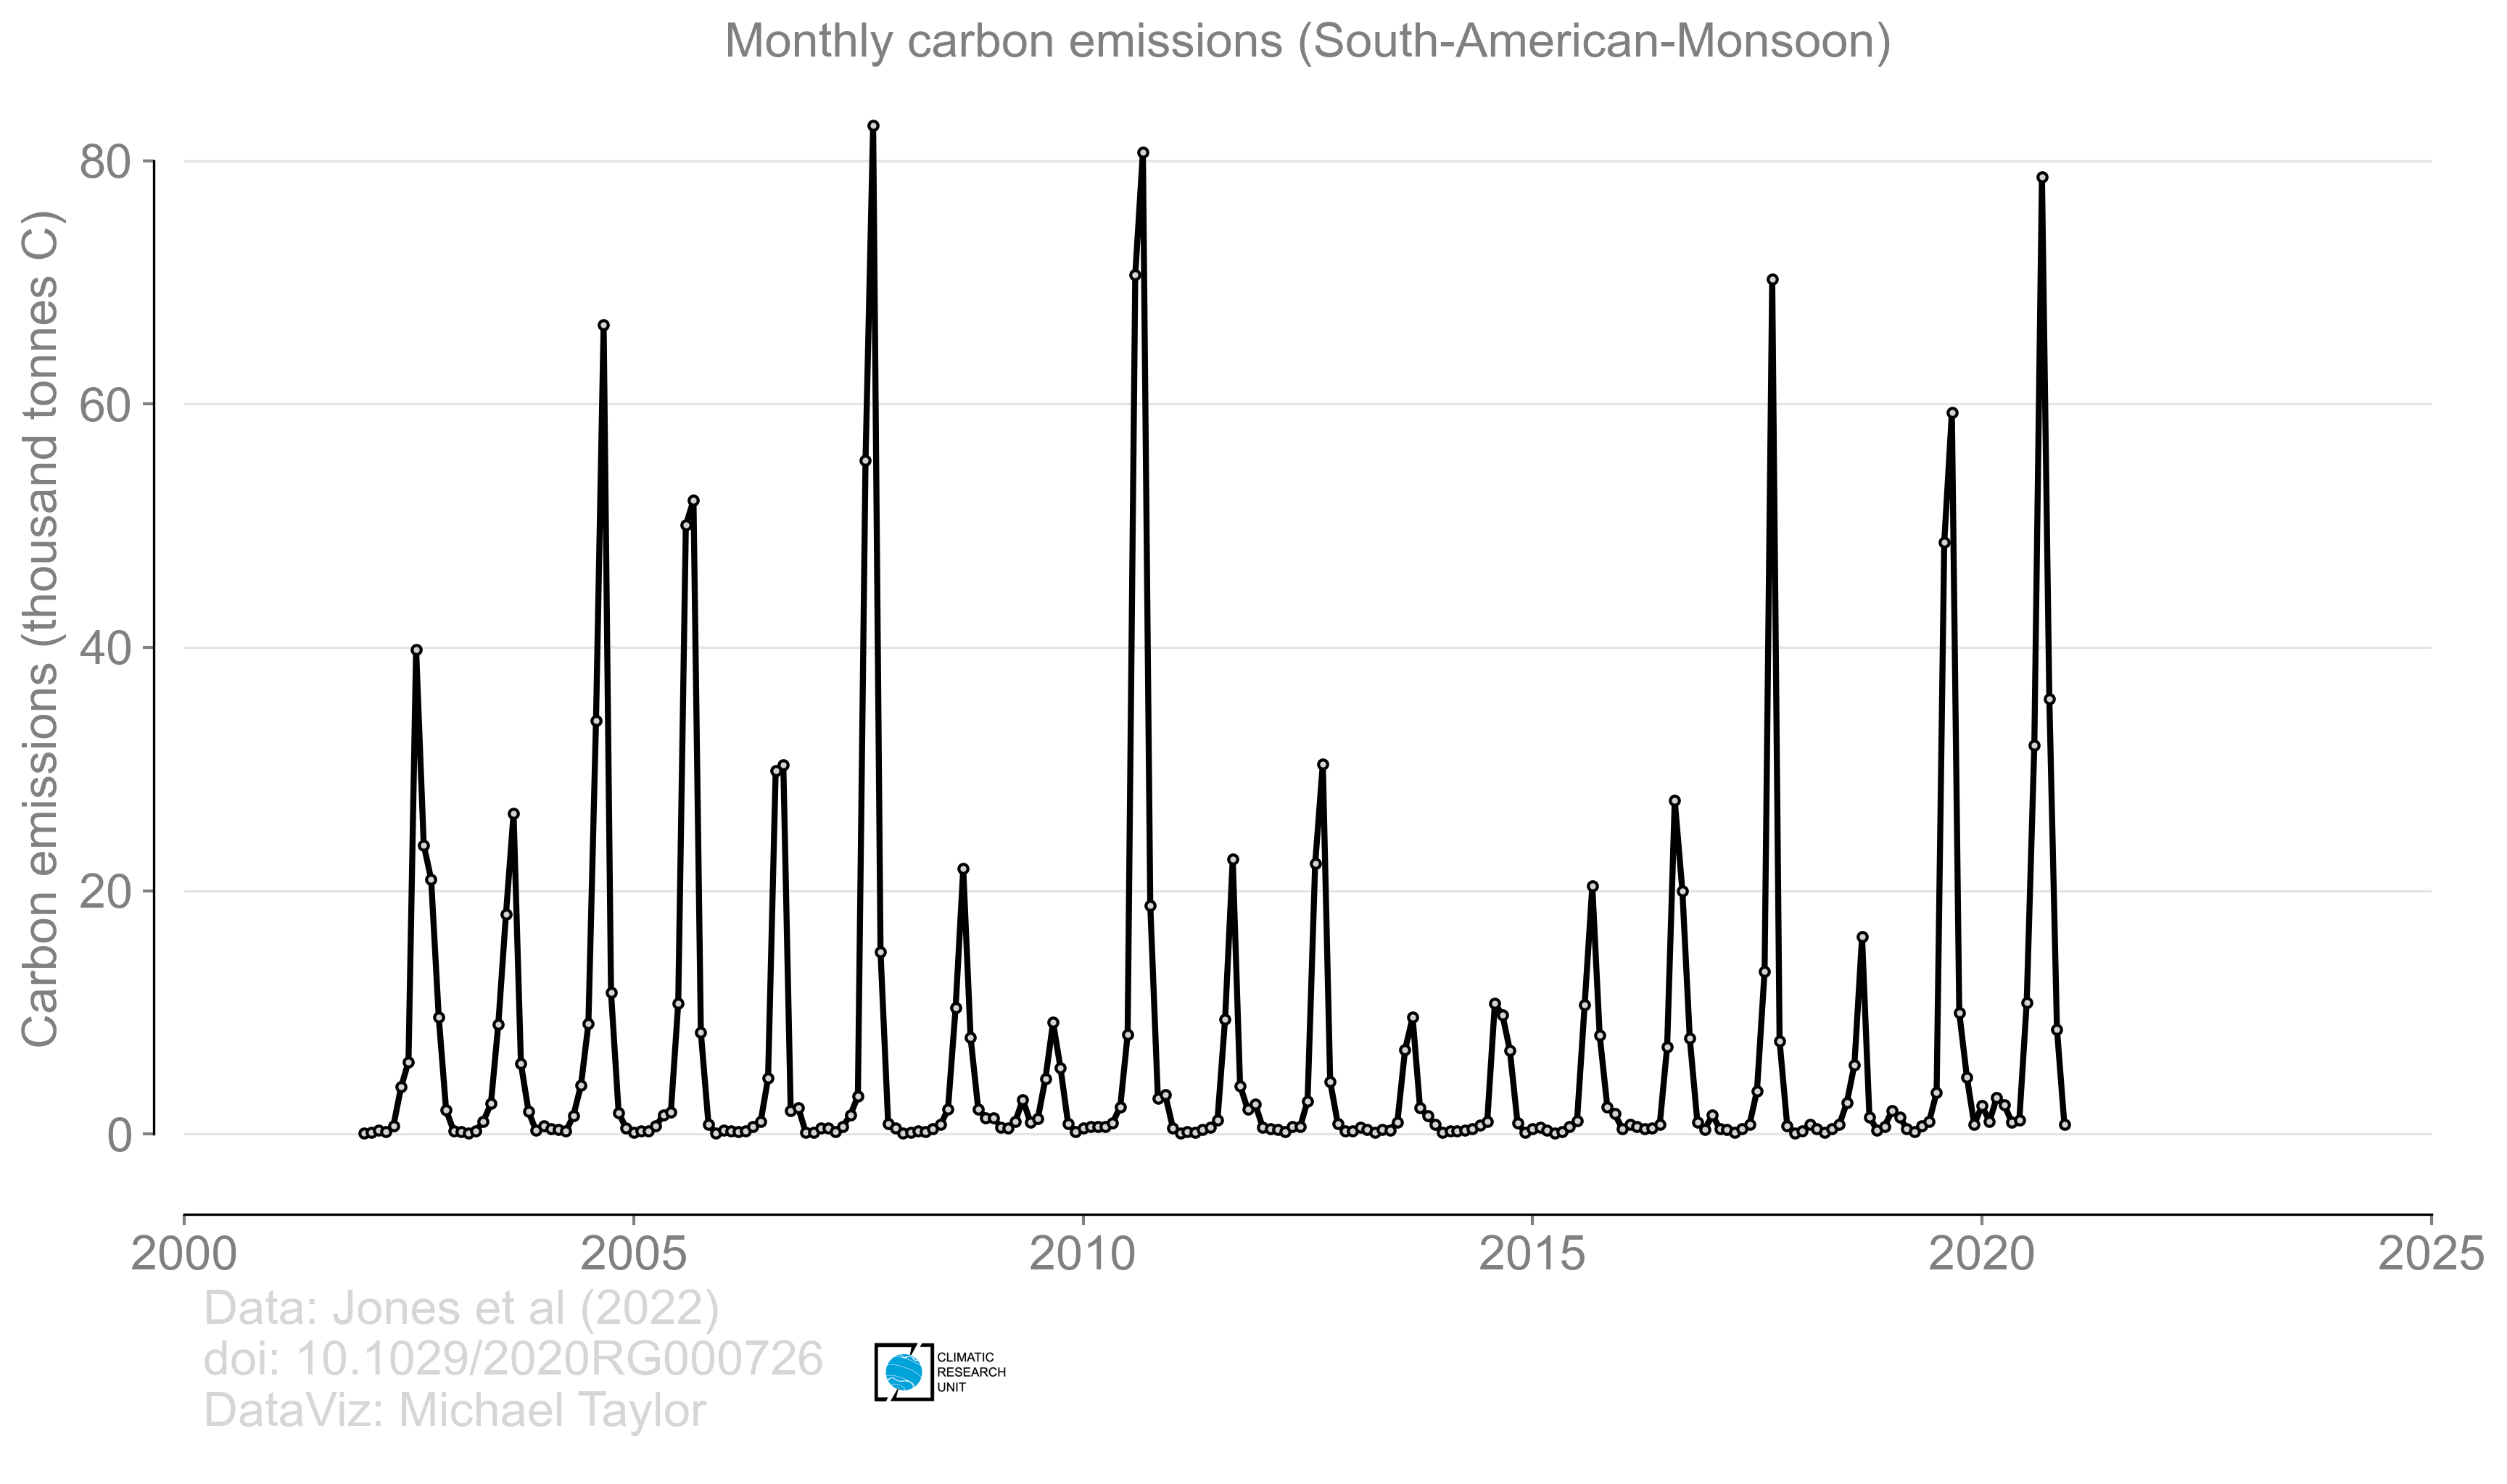 Monthly carbon emissions (South-American-Monsoon)
Carbon emissions (thousand tonnes C)
80
60
40
20
0
2000 2005 2010 2015 2020 2025
Data: Jones et al (2022)
doi: 10.1029/2020RG000726
DataViz: Michael Taylor
CLIMATIC
RESEARCH
UNIT